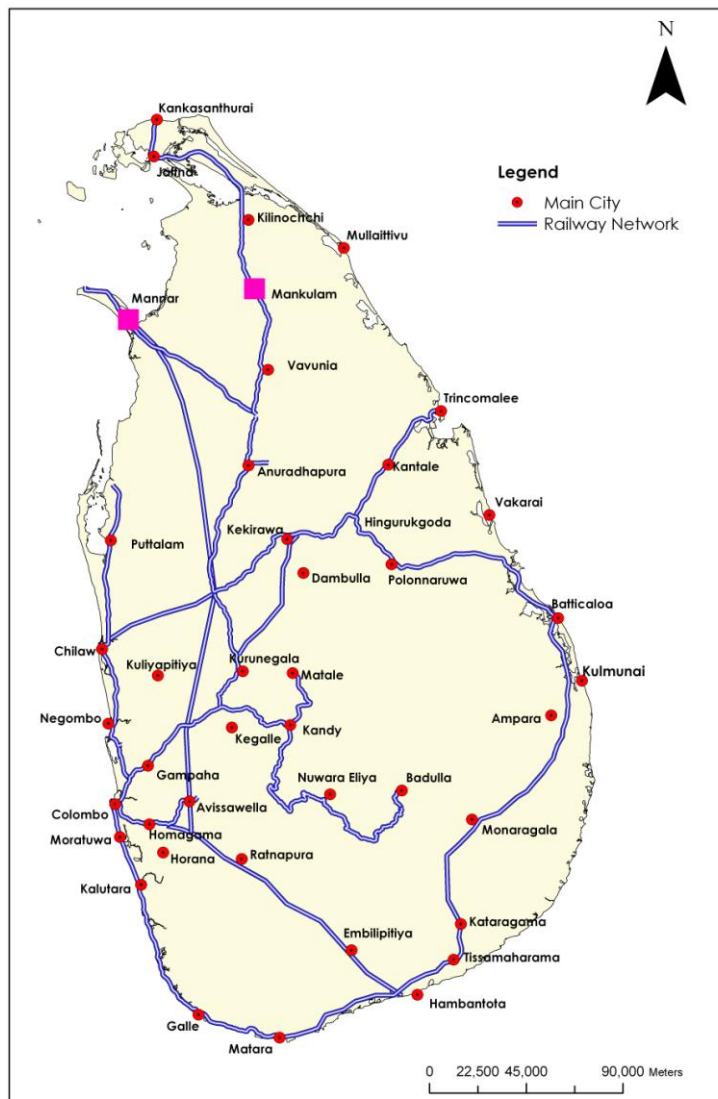 N
Kankasanthurai
Jaffna
Legend
Main City
Railway Network
Kilinochchi
Mullaittivu
Mannar
Mankulam
Vavunia
Trincomalee
Anuradhapura
Kantale
Vakarai
Kekirawa
Hingurukgoda
Puttalam
Dambulla
Polonnaruwa
Batticaloa
Chilaw
Kuliyapitiya
Kurunegala
Matale
Kulmunai
Negombo
Kegalle
Kandy
Ampara
Gampaha
Nuwara Eliya
Badulla
Colombo
Avissawella
Moratuwa
Homagama
Monaragala
Horana
Ratnapura
Kalutara
Kataragama
Embilipitiya
Tissamaharama
Hambantota
Galle
Matara
0 22,500 45,000 90,000 Meters